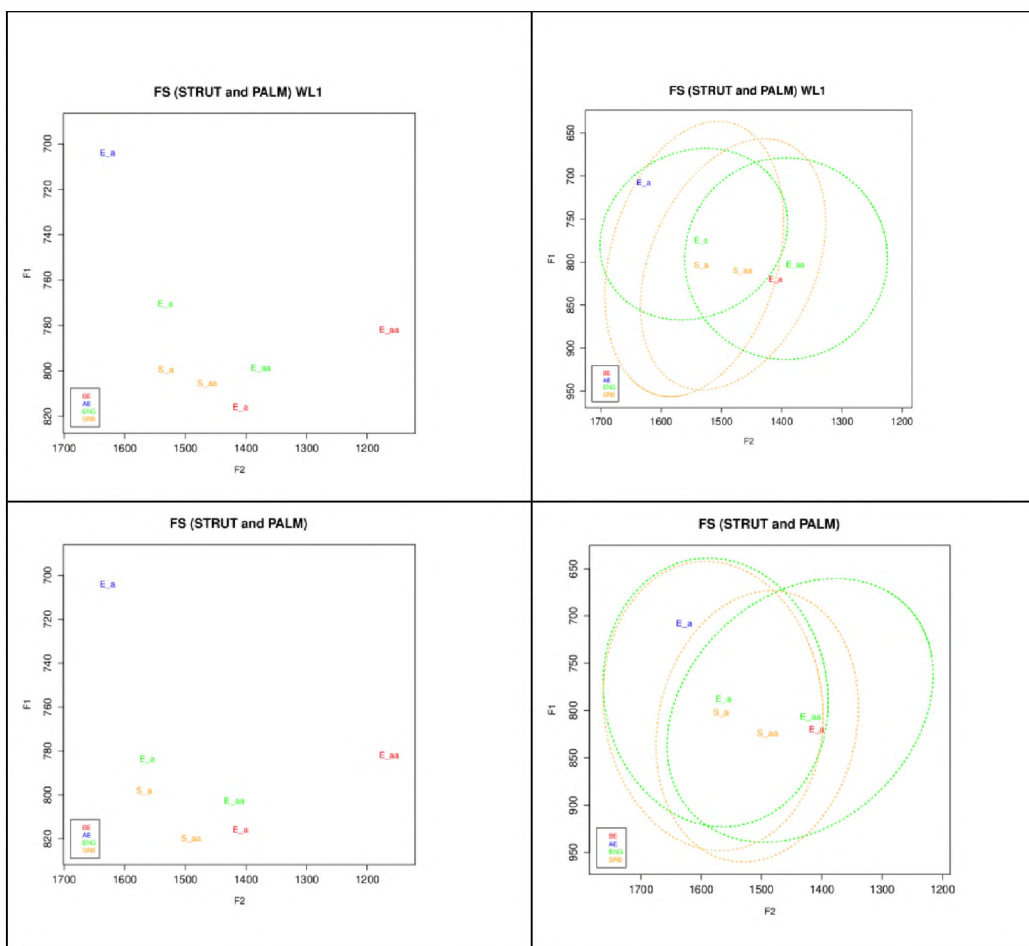 FS (STRUT and PALM) WL1
700
720
740
760
780
800
820
F1
E_a
E_a
E_aa
S_a
E_aa
S_aa
E_a
BE
AE
ENG
SRB
1700 1600 1500 1400 1300 1200
F2
FS (STRUT and PALM) WL1
650
700
750
800
850
900
950
F1
E_a
E_a
S_a
E_aa
S_aa
E_a
BE
AE
ENG
SRB
1700 1600 1500 1400 1300 1200
F2
FS (STRUT and PALM)
700
720
740
760
780
800
820
F1
E_a
E_aa
E_a
S_a
E_aa
E_a
S_aa
BE
AE
ENG
SRB
1700 1600 1500 1400 1300 1200
F2
FS (STRUT and PALM)
650
700
750
800
850
900
950
F1
E_a
E_a
S_a
E_aa
E_a
S_aa
BE
AE
ENG
SRB
1700 1600 1500 1400 1300 1200
F2